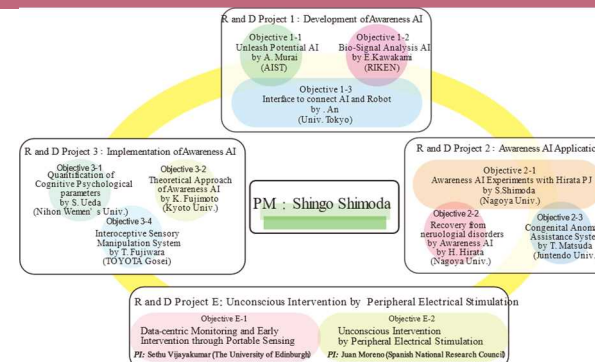 R and D Project 1 : Development of Awareness AI
Objective 1-1
Unleash Potential AI
by A. Murai
(AIST)
Objective 1-2
Bio-Signal Analysis AI
by E.Kawakami
(RIKEN)
Objective 1-3
Interface to connect AI and Robot
by . An
(Univ. Tokyo)
R and D Project 3 : Implementation of Awareness AI
Objective 3-1
Quantification of
Cognitive Psychological
parameters
by S. Ueda
(Nihon Wemen's Univ.)
Objective 3-2
Theoretical Approach
of Awareness AI
by K. Fujimoto
(Kyoto Univ.)
Objective 3-4
Interoceptive Sensory
Manipulation System
by T. Fujiwara
(TOYOTA Gosei)
PM : Shingo Shimoda
R and D Project 2 : Awareness AI Application
Objective 2-1
Awareness AI Experiments with Hirata PJ
by S.Shimoda
(Nagoya Univ.)
Objective 2-2
Recovery from
neruological disorders
by Awareness AI
by H. Hirata
(Nagoya Univ.)
Objective 2-3
Congenital Anoma
Assistance System
by T. Matsuda
(Juntendo Univ.
R and D Project E: Unconscious Intervention by Peripheral Electrical Stimulation
Objective E-1
Data-centric Monitoring and Early
Intervention through Portable Sensing
PI: Sethu Vijayakumar (The University of Edinburgh)
Objective E-2
Unconscious Intervention
by Peripheral Electrical Stimulation
PI: Juan Moreno (Spanish National Research Council)